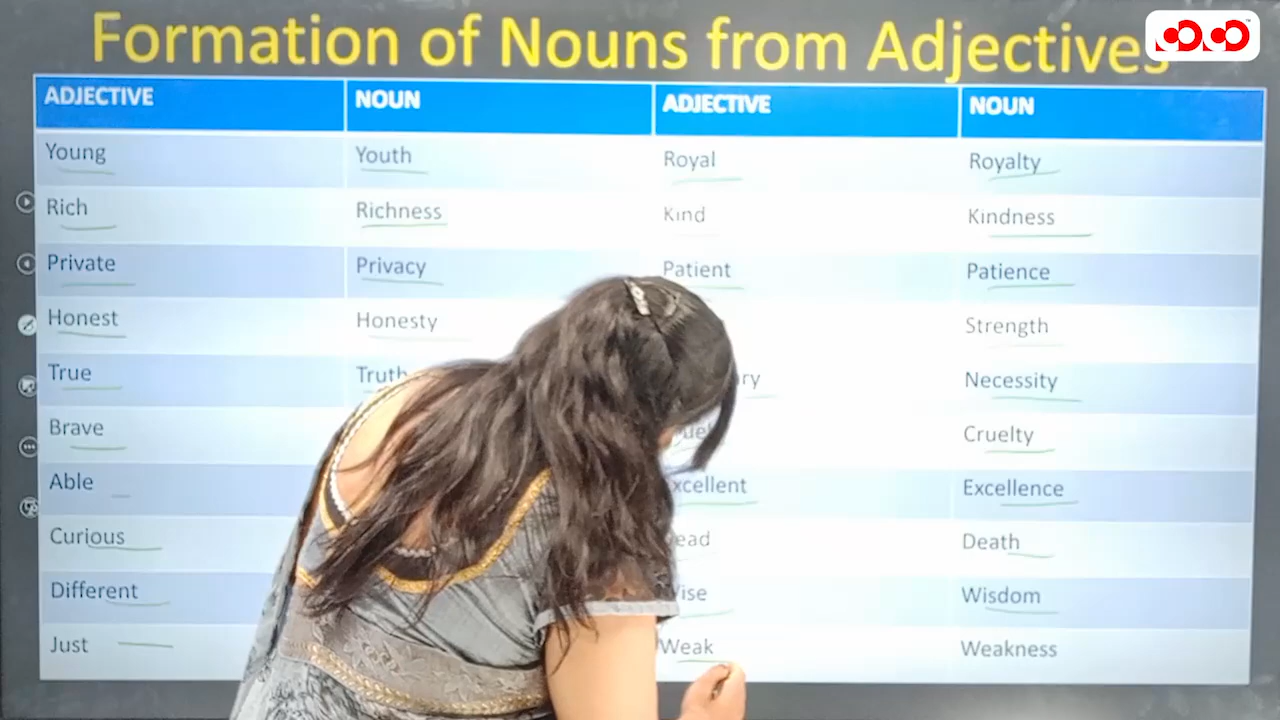 Formation of Nouns from Adjectives
ADJECTIVE NOUN ADJECTIVE NOUN
Young Youth Royal Royalty
Rich Richness Kind Kindness
Private Privacy Patient Patience
Honest Honesty Strength
True Truth Necessity
Brave Cruelty
Able Excellence
Curious Death
Different Wisdom
Just Weak Weakness